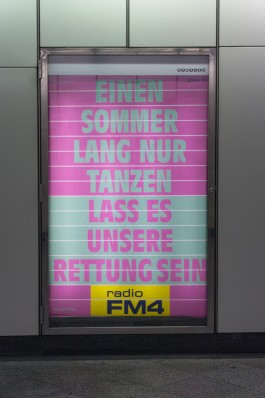 EINEN
SOMMER
LANG NUR
TANZEN
LASS ES
UNSERE
RETTUNG SEIN
radio
FM4